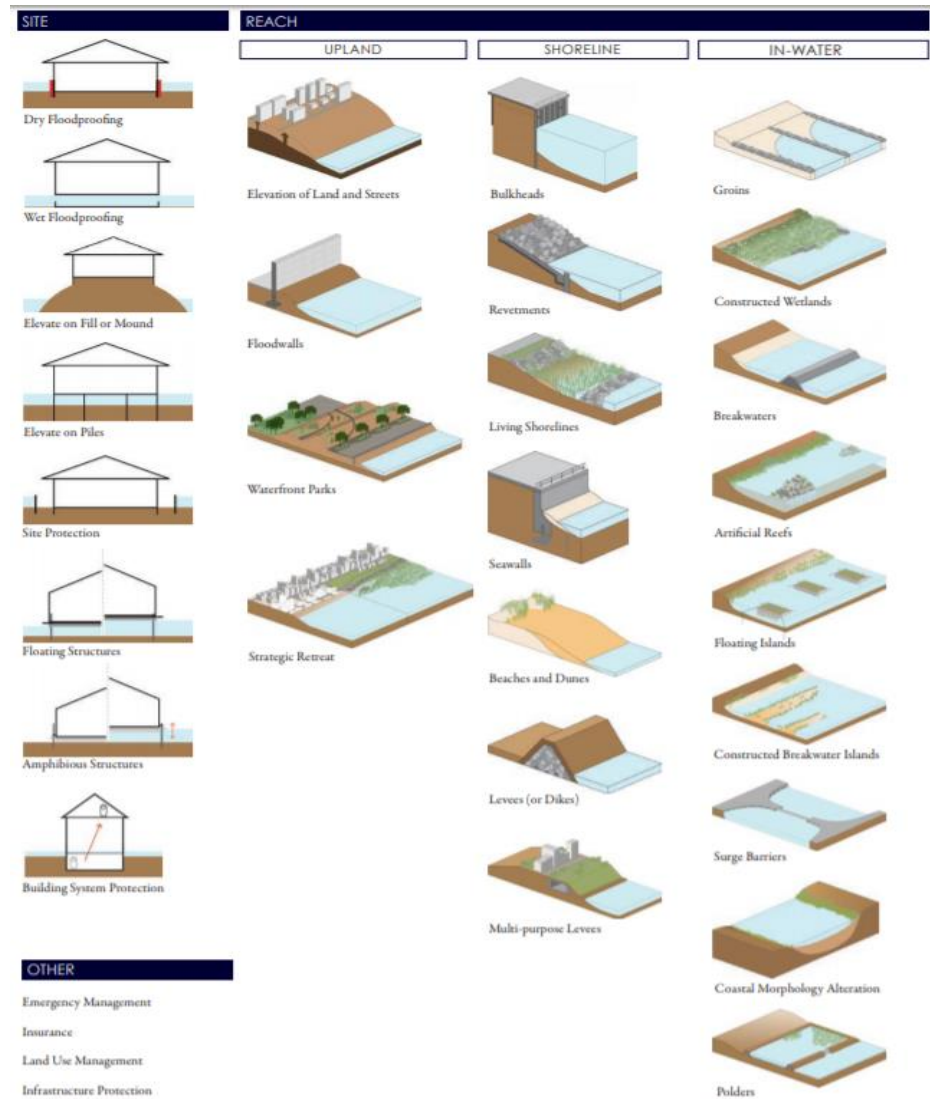 SITE
Dry Floodproofing
Wet Floodproofing
Elevate on Fill or Mound
Elevate on Piles
Site Protection
Floating Structures
Amphibious Structures
Building System Protection
OTHER
Emergency Management
Insurance
Land Use Management
Infrastructure Protection
REACH
UPLAND
Elevation of Land and Streets
Floodwalls
Waterfront Parks
Strategic Retreat
SHORELINE
Bulkheads
Revetments
Living Shorelines
Seawalls
Beaches and Dunes
Levees (or Dikes)
Multi-purpose Levees
IN-WATER
Groins
Constructed Wetlands
Breakwaters
Artificial Reefs
Floating Islands
Constructed Breakwater Islands
Surge Barriers
Coastal Morphology Alteration
Polders